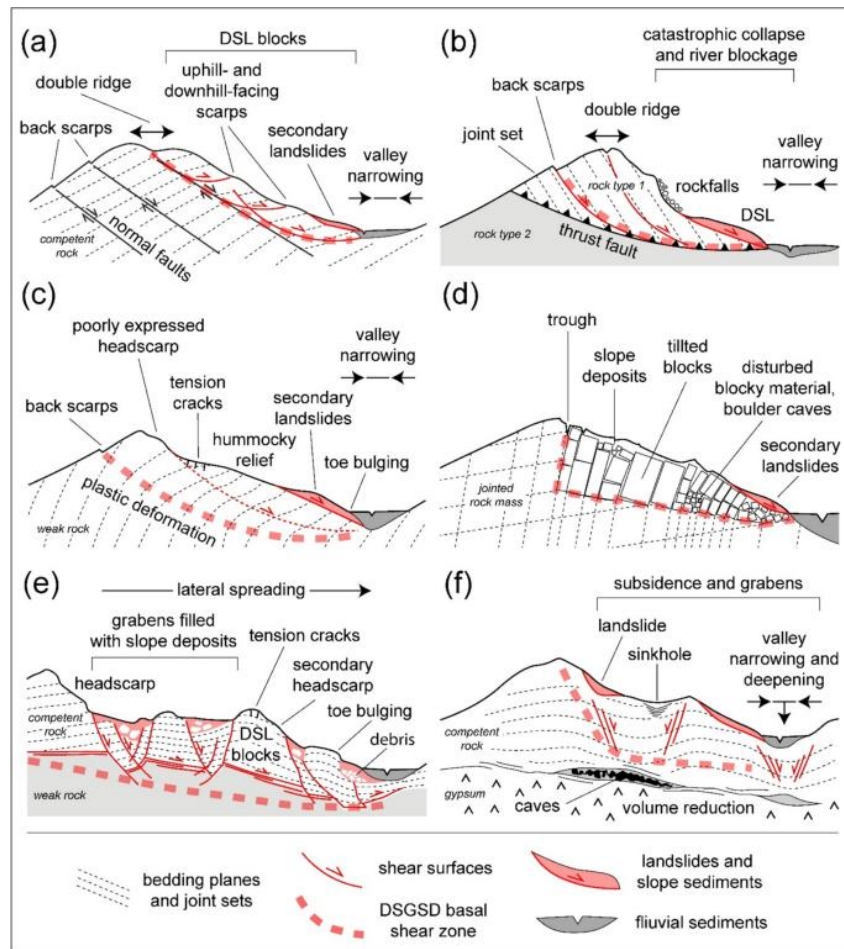 (a)
DSL blocks
uphill- and
downhill-facing
scarps
double ridge
back scarps
secondary
landslides
valley
narrowing
competent
rock
normal faults
(b)
catastrophic collapse
and river blockage
back scarps
double ridge
joint set
valley
narrowing
rock type 1
rockfalls
DSL
rock type 2
thrust fault
(c)
poorly expressed
headscarp
valley
narrowing
tension
cracks
back scarps
secondary
landslides
hummocky
relief
toe bulging
plastic deformation
weak rock
(d)
trough
slope
deposits
tillted
blocks
disturbed
blocky material,
boulder caves
secondary
landslides
jointed
rock mass
(e)
lateral spreading
grabens filled
with slope deposits
tension cracks
headscarp
secondary
headscarp
toe bulging
competent
rock
DSL
blocks
debris
weak rock
(f)
subsidence and grabens
landslide
sinkhole
valley
narrowing and
deepening
competent
rock
gypsum
caves
volume reduction
bedding planes
and joint sets
shear surfaces
DSGSD basal
shear zone
landslides and
slope sediments
fliuvial sediments